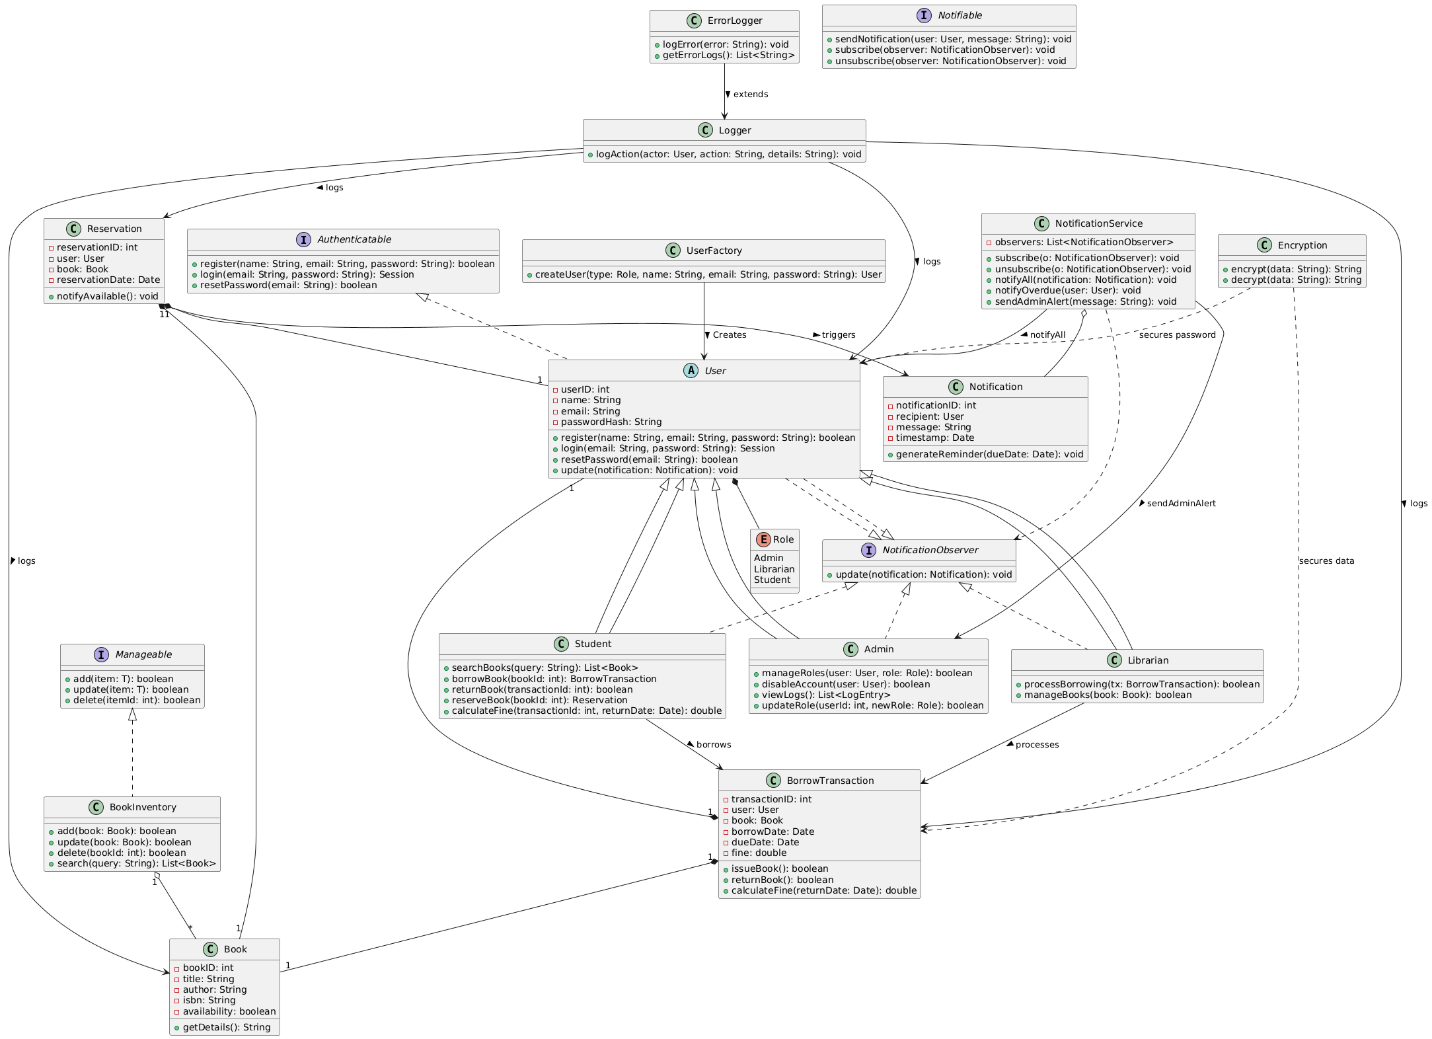 C ErrorLogger
logError(error: String): void
getErrorLogs(): List<String>
I Notifiable
sendNotification(user: User, message: String): void
subscribe(observer: NotificationObserver): void
unsubscribe(observer: NotificationObserver): void
extends
C Logger
logAction(actor: User, action: String, details: String): void
logs
C Reservation
reservationID: int
user: User
book: Book
reservationDate: Date
notifyAvailable(): void
I Authenticatable
register(name: String, email: String, password: String): boolean
login(email: String, password: String): Session
resetPassword(email: String): boolean
C UserFactory
createUser(type: Role, name: String, email: String, password: String): User
logs
C NotificationService
observers: List<NotificationObserver>
subscribe(o: NotificationObserver): void
unsubscribe(o: NotificationObserver): void
notifyAll(notification: Notification): void
notifyOverdue(user: User): void
sendAdminAlert(message: String): void
C Encryption
encrypt(data: String): String
decrypt(data: String): String
11
Creates
triggers
notifyAll
secures password
1
A User
userID: int
name: String
email: String
passwordHash: String
register(name: String, email: String, password: String): boolean
login(email: String, password: String): Session
resetPassword(email: String): boolean
update(notification: Notification): void
C Notification
notificationID: int
recipient: User
message: String
timestamp: Date
generateReminder(dueDate: Date): void
1
sendAdminAlert
logs
E Role
Admin
Librarian
Student
I NotificationObserver
update(notification: Notification): void
logs
secures data
I Manageable
add(item: T): boolean
update(item: T): boolean
delete(itemId: int): boolean
C Student
searchBooks(query: String): List<Book>
borrowBook(bookId: int): BorrowTransaction
returnBook(transactionId: int): boolean
reserveBook(bookId: int): Reservation
calculateFine(transactionId: int, returnDate: Date): double
C Admin
manageRoles(user: User, role: Role): boolean
disableAccount(user: User): boolean
viewLogs(): List<LogEntry>
updateRole(userId: int, newRole: Role): boolean
C Librarian
processBorrowing(tx: BorrowTransaction): boolean
manageBooks(book: Book): boolean
borrows
processes
C BookInventory
add(book: Book): boolean
update(book: Book): boolean
delete(bookId: int): boolean
search(query: String): List<Book>
C BorrowTransaction
transactionID: int
user: User
book: Book
borrowDate: Date
dueDate: Date
fine: double
issueBook(): boolean
returnBook(): boolean
calculateFine(returnDate: Date): double
1
1
1
*
1
1
C Book
bookID: int
title: String
author: String
isbn: String
availability: boolean
getDetails(): String